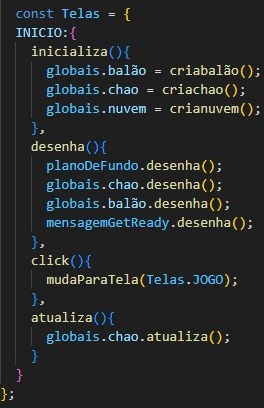 const Telas = {
INICIO:{
inicializa(){
globais.balão = criabalão();
globais.chao = criachao();
globais.nuvem = crianuvem();
},
desenha(){
planoDeFundo.desenha();
globais.chao.desenha();
globais.balão.desenha();
mensagemGetReady.desenha();
},
click(){
mudaParaTela(Telas.JOGO);
},
atualiza(){
globais.chao.atualiza();
}
}
};